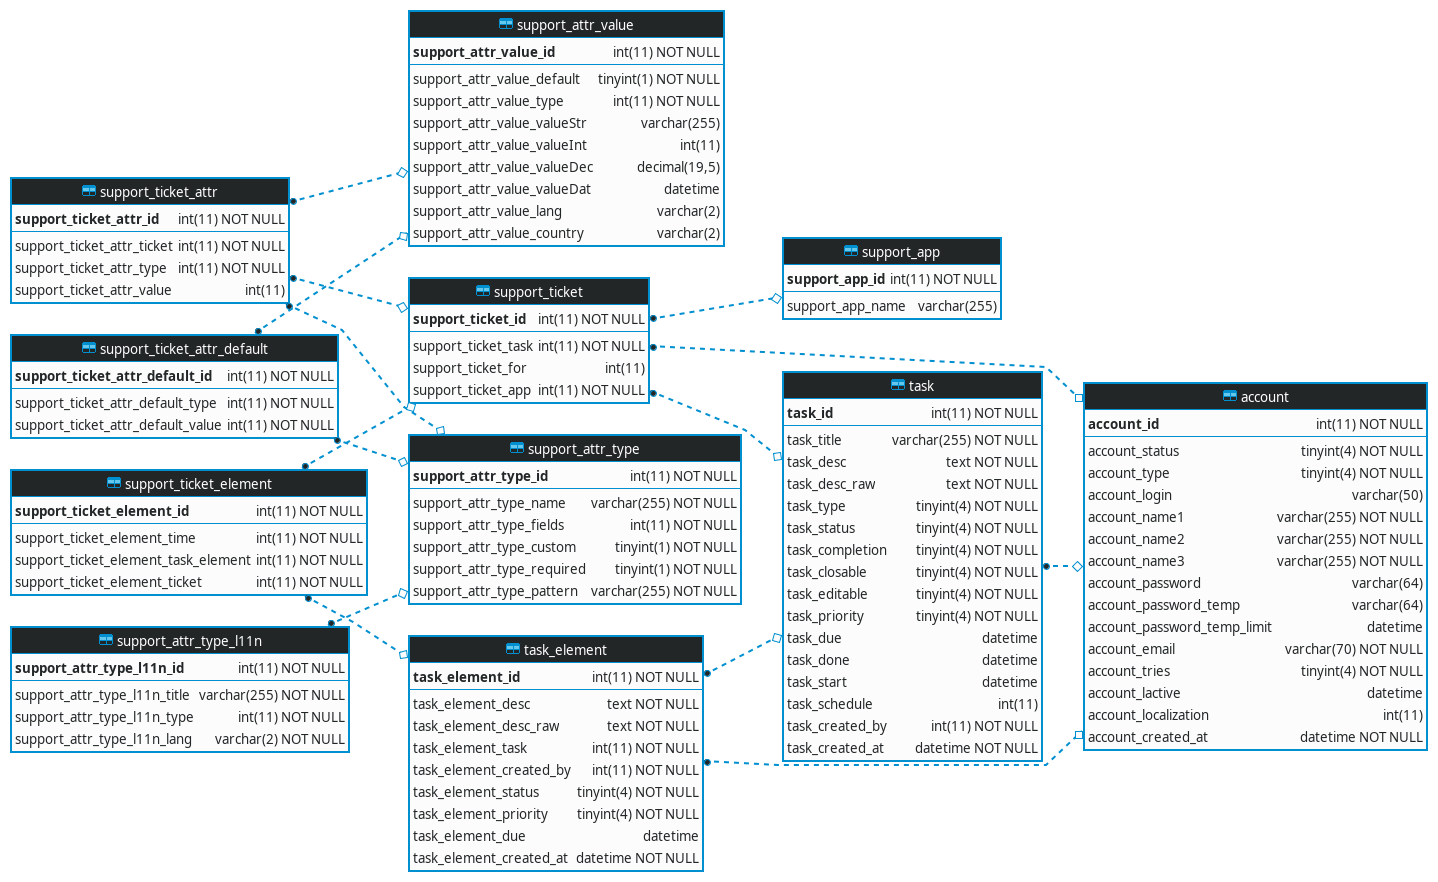 support_attr_value
support_attr_value_id int(11) NOT NULL
support_attr_value_default tinyint(1) NOT NULL
support_attr_value_type int(11) NOT NULL
support_attr_value_valueStr varchar(255)
support_attr_value_valueInt int(11)
support_attr_value_valueDec decimal(19,5)
support_attr_value_valueDat datetime
support_attr_value_lang varchar(2)
support_attr_value_country varchar(2)
support_ticket_attr
support_ticket_attr_id int(11) NOT NULL
support_ticket_attr_ticket int(11) NOT NULL
support_ticket_attr_type int(11) NOT NULL
support_ticket_attr_value int(11)
support_app
support_app_id int(11) NOT NULL
support_app_name varchar(255)
support_ticket
support_ticket_id int(11) NOT NULL
support_ticket_task int(11) NOT NULL
support_ticket_for int(11)
support_ticket_app int(11) NOT NULL
support_ticket_attr_default
support_ticket_attr_default_id int(11) NOT NULL
support_ticket_attr_default_type int(11) NOT NULL
support_ticket_attr_default_value int(11) NOT NULL
task
task_id int(11) NOT NULL
task_title varchar(255) NOT NULL
task_desc text NOT NULL
task_desc_raw text NOT NULL
task_type tinyint(4) NOT NULL
task_status tinyint(4) NOT NULL
task_completion tinyint(4) NOT NULL
task_closable tinyint(4) NOT NULL
task_editable tinyint(4) NOT NULL
task_priority tinyint(4) NOT NULL
task_due datetime
task_done datetime
task_start datetime
task_schedule int(11)
task_created_by int(11) NOT NULL
task_created_at datetime NOT NULL
account
account_id int(11) NOT NULL
account_status tinyint(4) NOT NULL
account_type tinyint(4) NOT NULL
account_login varchar(50)
account_name1 varchar(255) NOT NULL
account_name2 varchar(255) NOT NULL
account_name3 varchar(255) NOT NULL
account_password varchar(64)
account_password_temp varchar(64)
account_password_temp_limit datetime
account_email varchar(70) NOT NULL
account_tries tinyint(4) NOT NULL
account_lactive datetime
account_localization int(11)
account_created_at datetime NOT NULL
support_attr_type
support_attr_type_id int(11) NOT NULL
support_attr_type_name varchar(255) NOT NULL
support_attr_type_fields int(11) NOT NULL
support_attr_type_custom tinyint(1) NOT NULL
support_attr_type_required tinyint(1) NOT NULL
support_attr_type_pattern varchar(255) NOT NULL
support_ticket_element
support_ticket_element_id int(11) NOT NULL
support_ticket_element_time int(11) NOT NULL
support_ticket_element_task_element int(11) NOT NULL
support_ticket_element_ticket int(11) NOT NULL
support_attr_type_l11n
support_attr_type_l11n_id int(11) NOT NULL
support_attr_type_l11n_title varchar(255) NOT NULL
support_attr_type_l11n_type int(11) NOT NULL
support_attr_type_l11n_lang varchar(2) NOT NULL
task_element
task_element_id int(11) NOT NULL
task_element_desc text NOT NULL
task_element_desc_raw text NOT NULL
task_element_task int(11) NOT NULL
task_element_created_by int(11) NOT NULL
task_element_status tinyint(4) NOT NULL
task_element_priority tinyint(4) NOT NULL
task_element_due datetime
task_element_created_at datetime NOT NULL